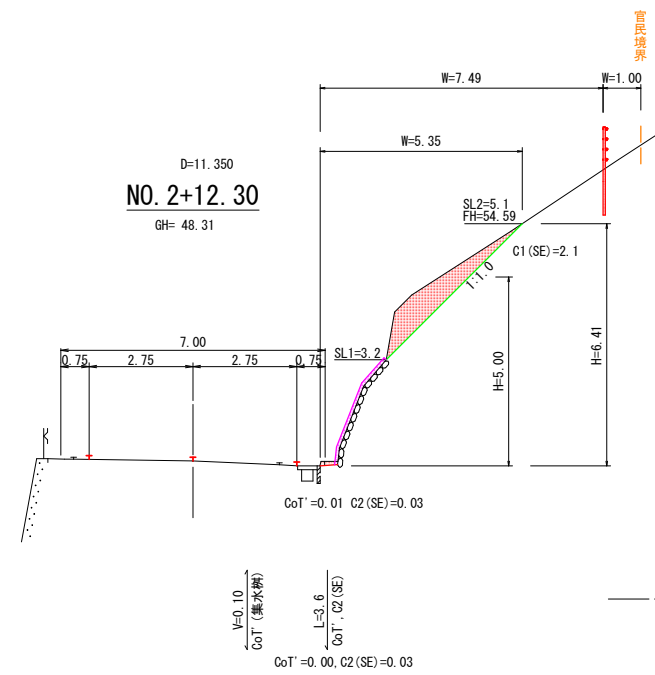 官民境界
W=7.49
W=1.00
W=5.35
D=11.350
NO.2+12.30
GH= 48.31
SL2=5.1
FH=54.59
C1(SE)=2.1
1:1.0
7.00
0.75
2.75
2.75
0.75
SL1=3.2
H=5.00
H=6.41
CoT'=0.01 C2(SE)=0.03
V=0.10
CoT'(集水桝)
L=3.6
CoT',C2(SE)
CoT'=0.00,C2(SE)=0.03